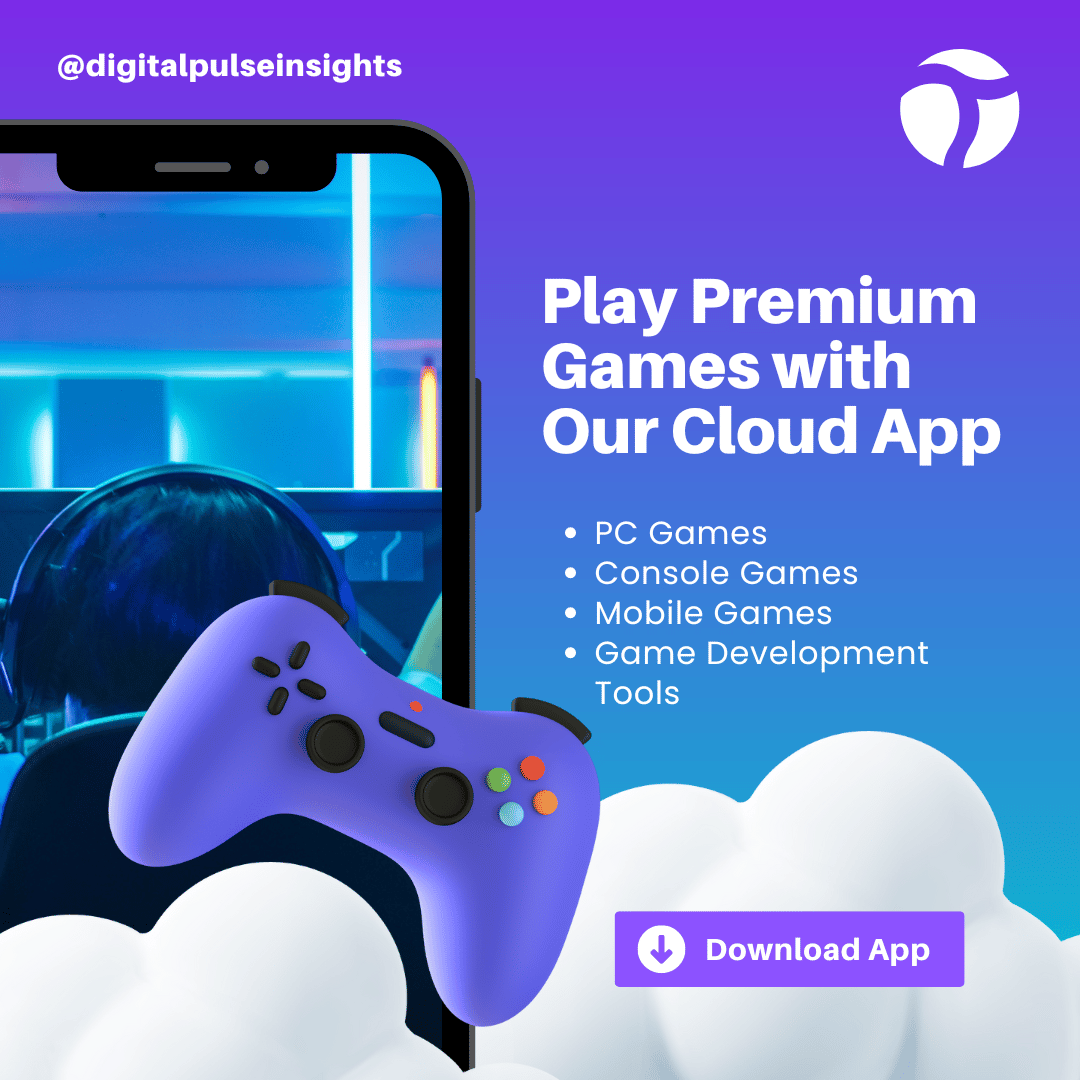 @digitalpulseinsights
Play Premium
Games with
Our Cloud App
• PC Games
• Console Games
• Mobile Games
• Game Development
Tools
Download App